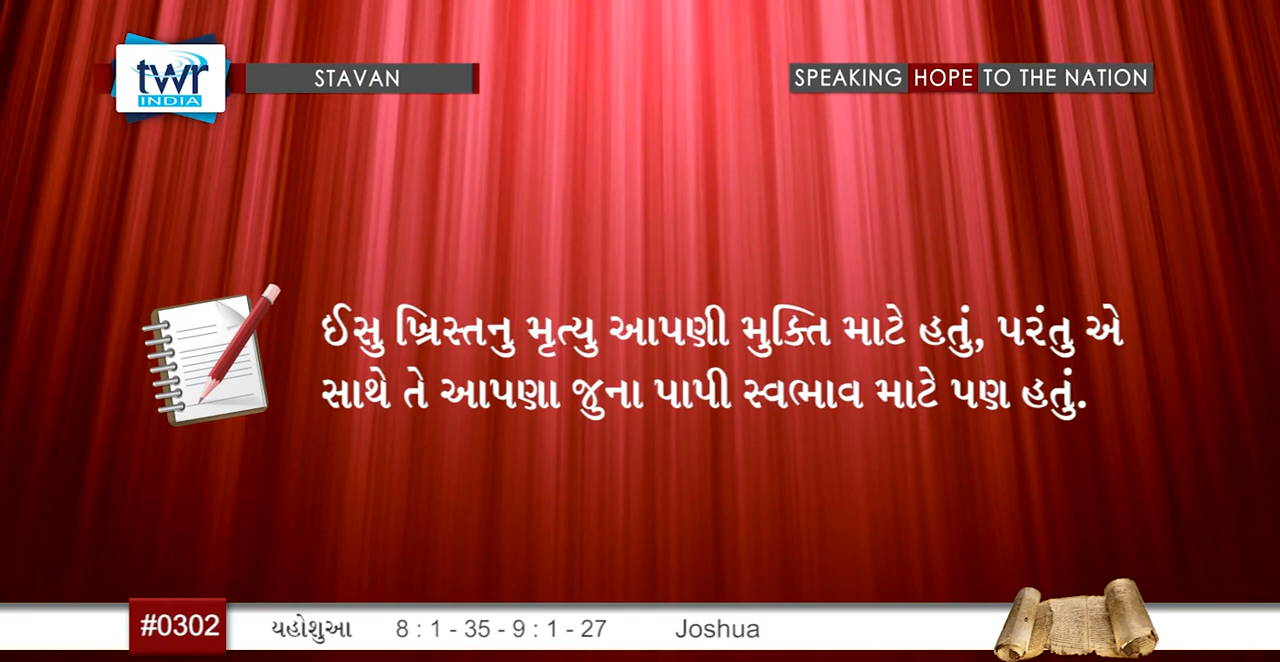 twr
INDIA
STAVAN
SPEAKING HOPE TO THE NATION
ઈસુ ખ્રિસ્તનુ મૃત્યુ આપણી મુક્તિ માટે હતું, પરંતુ એ
સાથે તે આપણા જુના પાપી સ્વભાવ માટે પણ હતું.
#0302 યહોશુઆ 8 : 1 - 35 - 9 : 1 - 27 Joshua